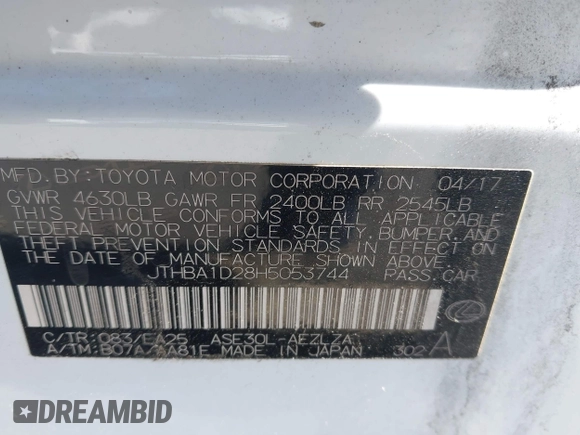 MFD. BY: TOYOTA MOTOR CORPORATION 04/17
GVWR 4630LB GAWR FR 2400LB RR 2545LB
THIS VEHICLE CONFORMS TO ALL APPLICABLE
FEDERAL MOTOR VEHICLE SAFETY, BUMPER, AND
THEFT PREVENTION STANDARDS IN EFFECT ON
THE DATE OF MANUFACTURE SHOWN ABOVE.
JTHBA1D28H5053744 PASS. CAR
C/TR: 083/EA25 ASE30L-AEZLZA
A/TM: B07A/AA81E MADE IN JAPAN 302 A
DREAMBID
.COM